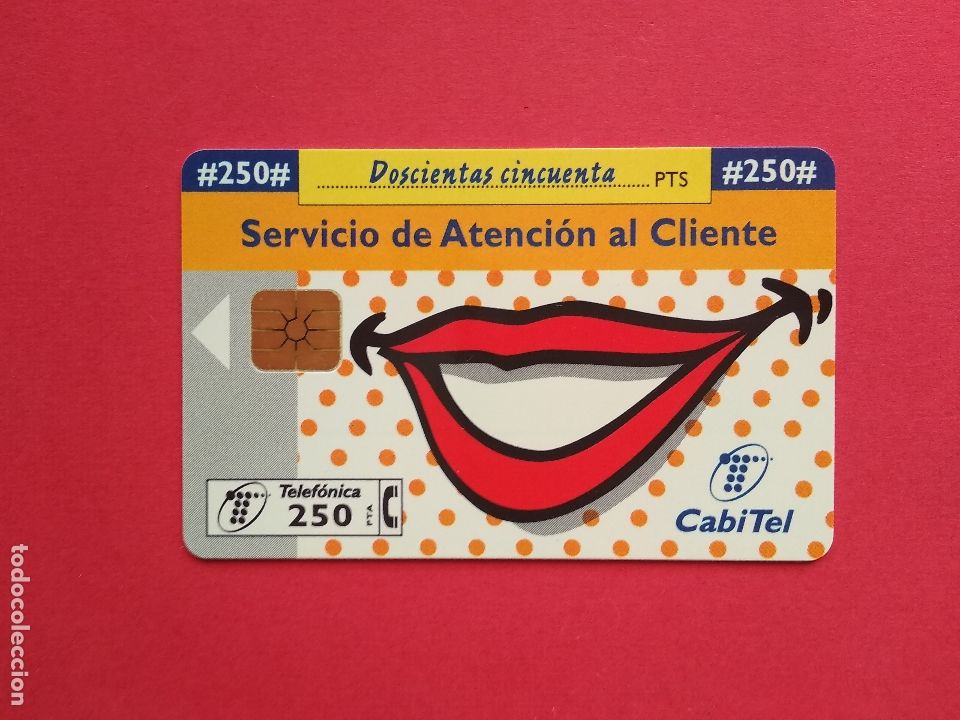 #250#
Doscientas cincuenta PTS
#250#
Servicio de Atención al Cliente
Telefónica
250 PTA
CabiTel
todocoleccion